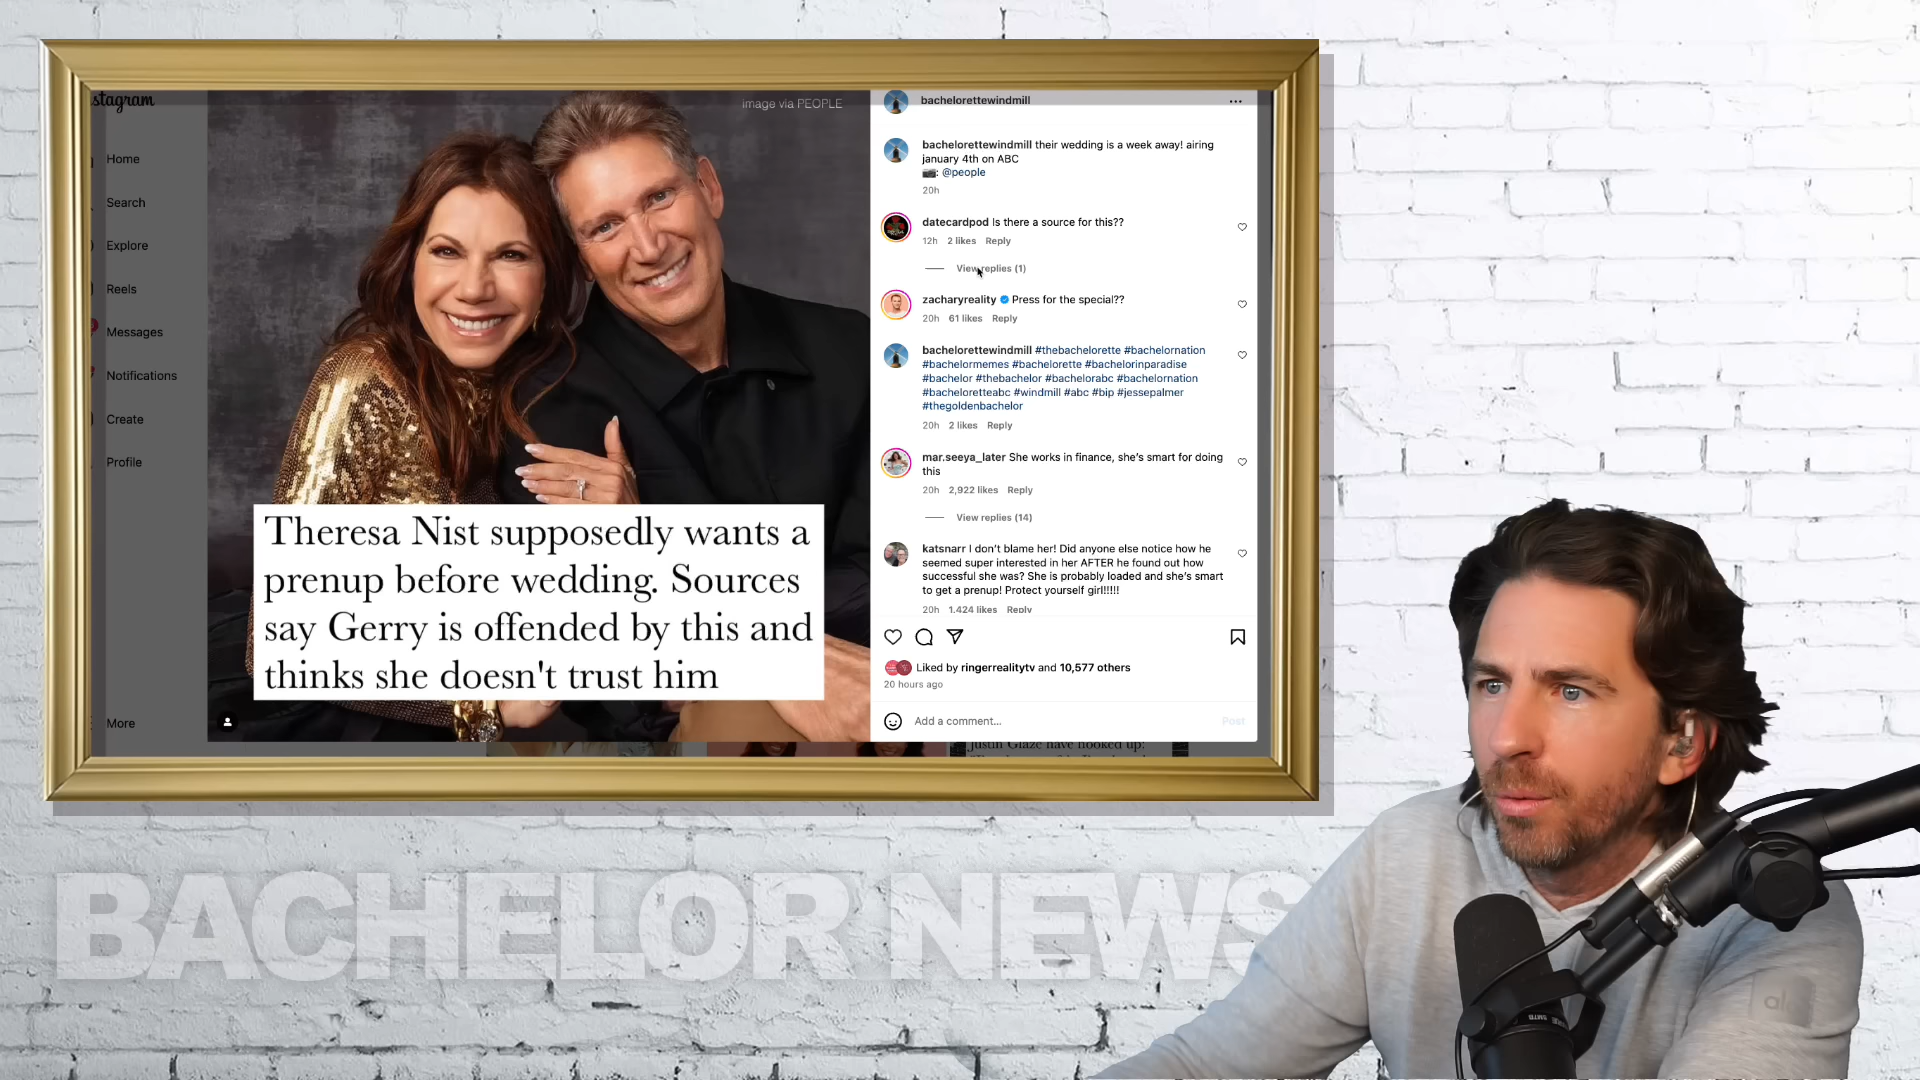 stagram
Home
Search
Explore
Reels
Messages
Notifications
Create
Profile
More
image via PEOPLE
Theresa Nist supposedly wants a
prenup before wedding. Sources
say Gerry is offended by this and
thinks she doesn't trust him
bachelorettewindmill
bachelorettewindmill their wedding is a week away! airing
january 4th on ABC
: @people
20h
datecardpod Is there a source for this??
12h 2 likes Reply
View replies (1)
zacharyreality Press for the special??
20h 61 likes Reply
bachelorettewindmill #thebachelorette #bachelornation
#bachelormemes #bachelorette #bachelorinparadise
#bachelor #thebachelor #bachelorabc #bachelornation
#bacheloretteabc #windmill #abc #bip #jessepalmer
#thegoldenbachelor
20h 2 likes Reply
mar.seeya_later She works in finance, she's smart for doing
this
20h 2,922 likes Reply
View replies (14)
katsnarr I don't blame her! Did anyone else notice how he
seemed super interested in her AFTER he found out how
successful she was? She is probably loaded and she's smart
to get a prenup! Protect yourself girl!!!!!
20h 1,424 likes Reply
Liked by ringerrealitytv and 10,577 others
20 hours ago
Add a comment... Post
Justin Glaze have hooked up:
BACHELOR NEWS